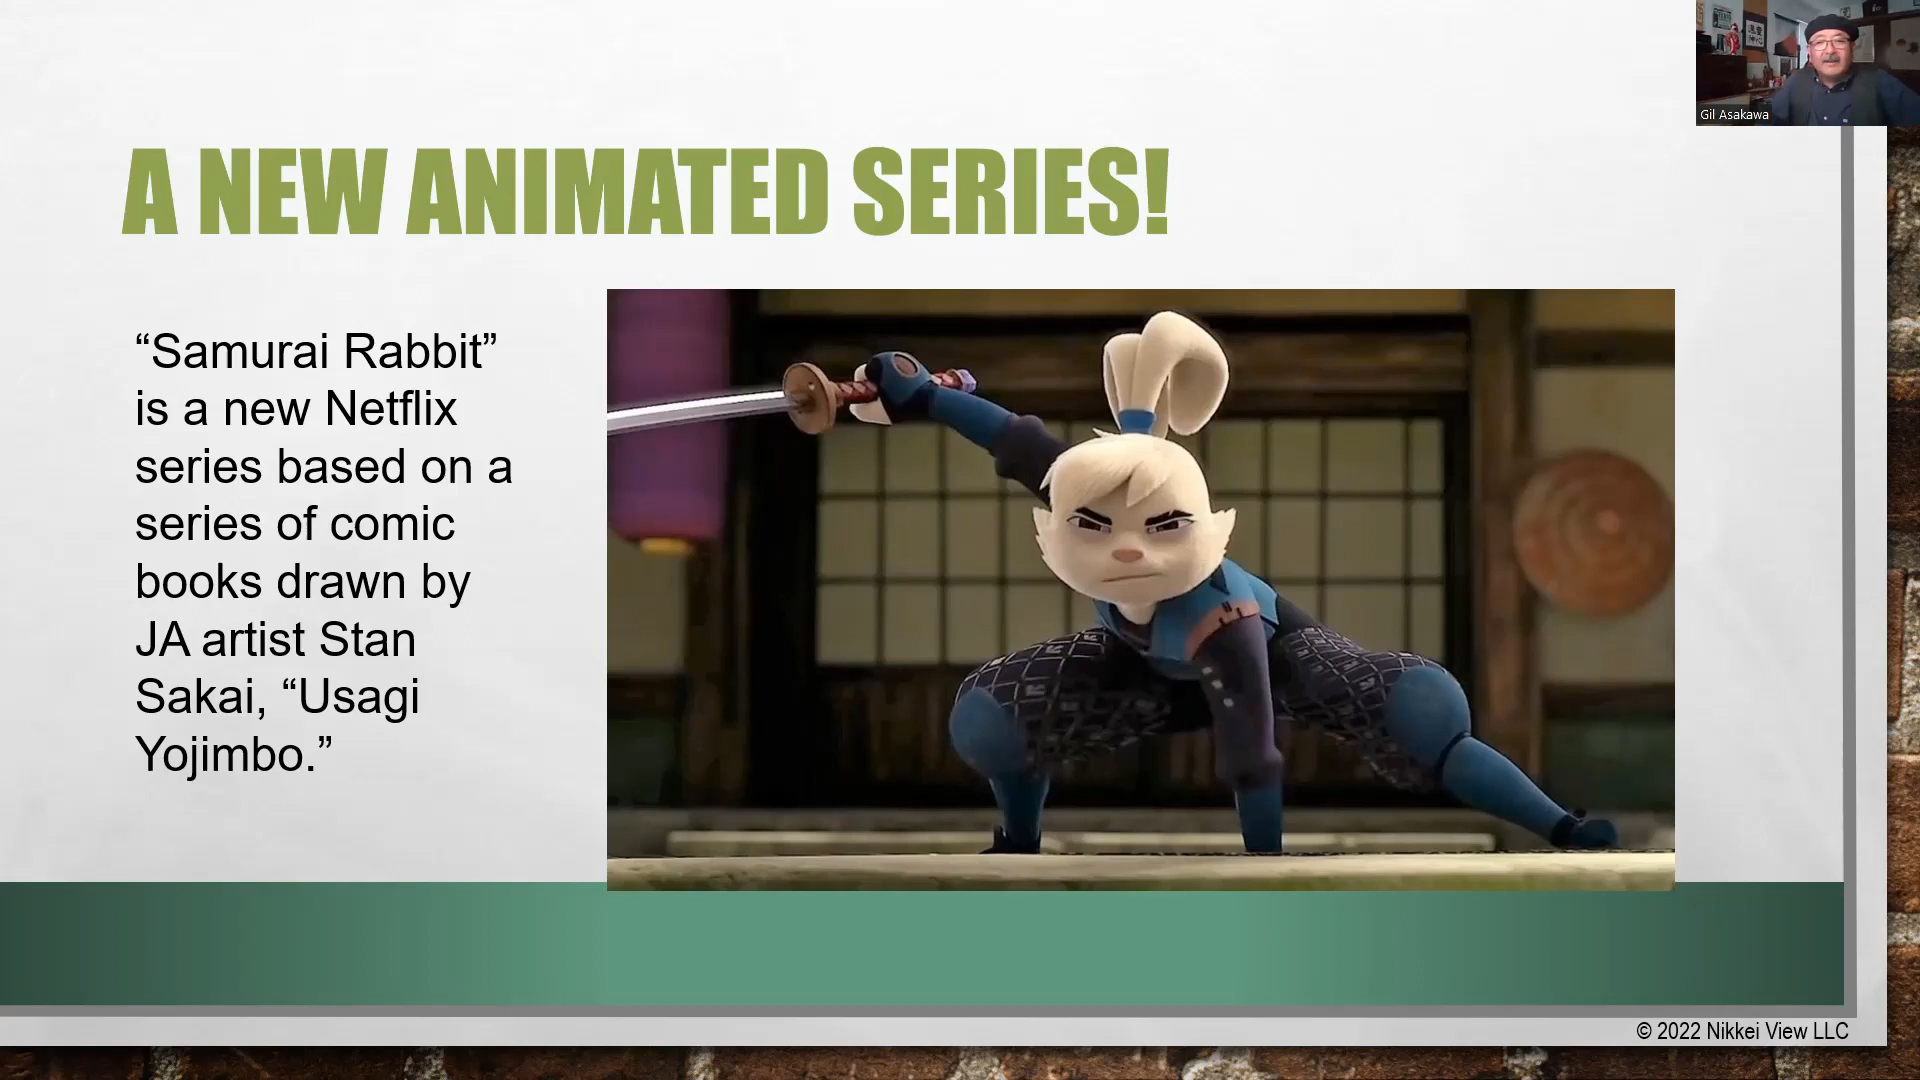 Gil Asakawa
A NEW ANIMATED SERIES!
“Samurai Rabbit”
is a new Netflix
series based on a
series of comic
books drawn by
JA artist Stan
Sakai, “Usagi
Yojimbo.”
© 2022 Nikkei View LLC